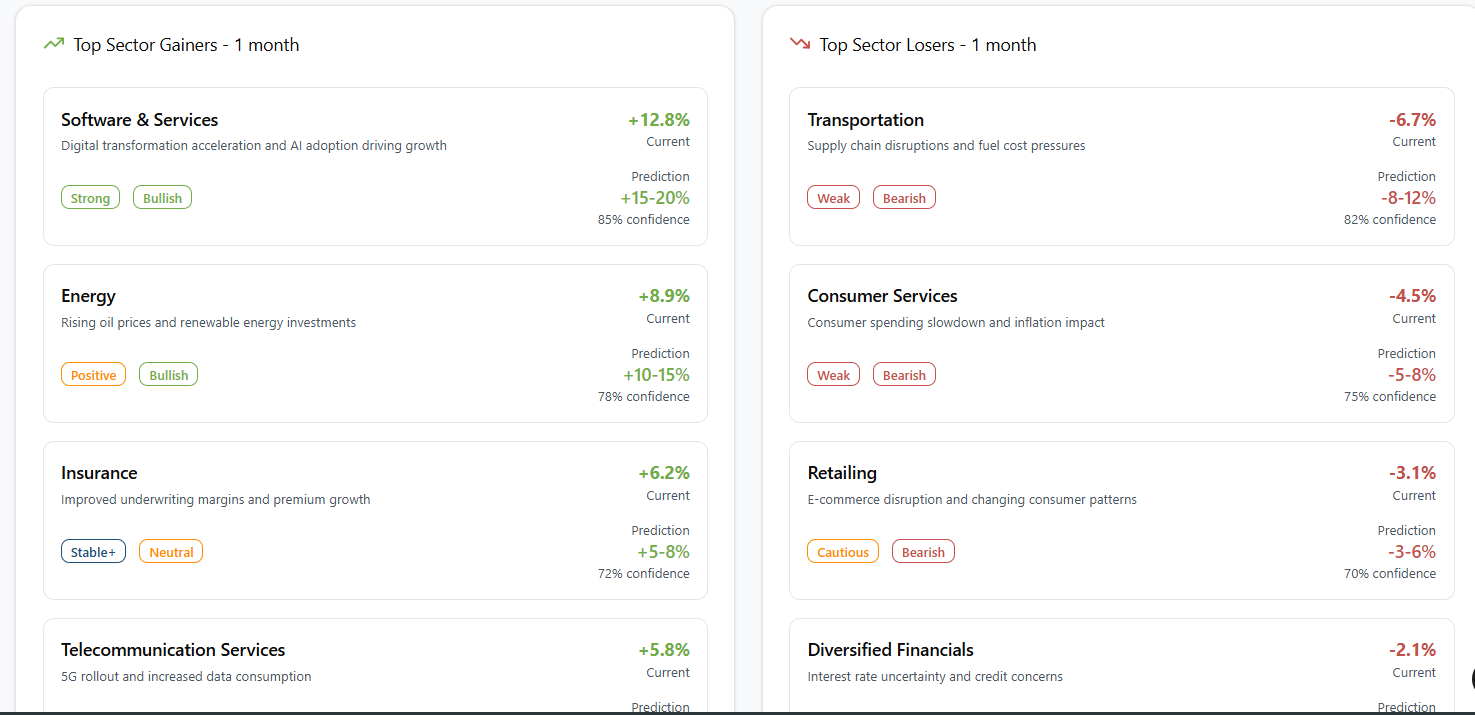 Top Sector Gainers - 1 month
Software & Services
+12.8%
Digital transformation acceleration and AI adoption driving growth
Current
Prediction
Strong
Bullish
+15-20%
85% confidence
Energy
+8.9%
Rising oil prices and renewable energy investments
Current
Prediction
Positive
Bullish
+10-15%
78% confidence
Insurance
+6.2%
Improved underwriting margins and premium growth
Current
Prediction
Stable+
Neutral
+5-8%
72% confidence
Telecommunication Services
+5.8%
5G rollout and increased data consumption
Current
Prediction
Top Sector Losers - 1 month
Transportation
-6.7%
Supply chain disruptions and fuel cost pressures
Current
Prediction
Weak
Bearish
-8-12%
82% confidence
Consumer Services
-4.5%
Consumer spending slowdown and inflation impact
Current
Prediction
Weak
Bearish
-5-8%
75% confidence
Retailing
-3.1%
E-commerce disruption and changing consumer patterns
Current
Prediction
Cautious
Bearish
-3-6%
70% confidence
Diversified Financials
-2.1%
Interest rate uncertainty and credit concerns
Current
Prediction